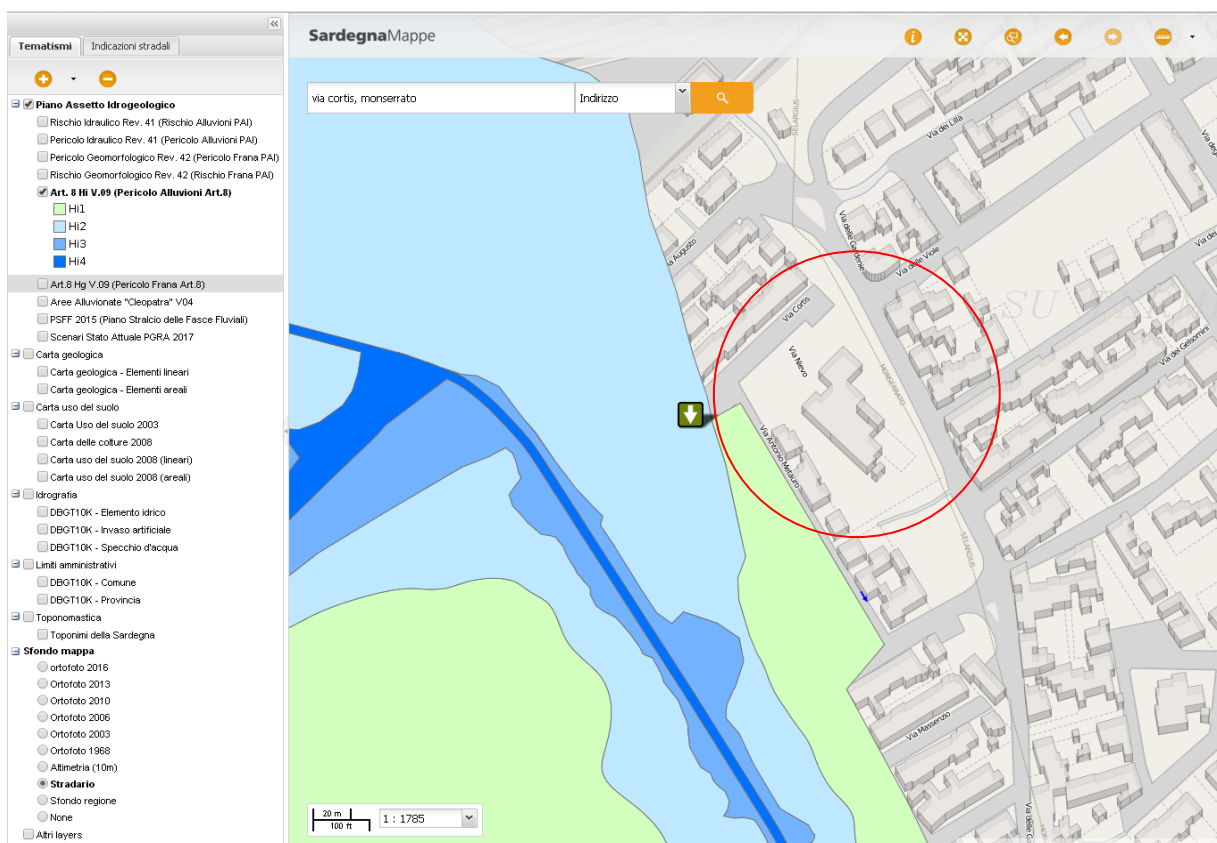 Tematismi
Indicazioni stradali
Piano Assetto Idrogeologico
Rischio Idraulico Rev. 41 (Rischio Alluvioni PAI)
Pericolo Idraulico Rev. 41 (Pericolo Alluvioni PAI)
Pericolo Geomorfologico Rev. 42 (Pericolo Frana PAI)
Rischio Geomorfologico Rev. 42 (Rischio Frana PAI)
Art. 8 Hi V.09 (Pericolo Alluvioni Art.8)
Hi1
Hi2
Hi3
Hi4
Art.8 Hg V.09 (Pericolo Frana Art.8)
Aree Alluvionate "Cleopatra" V04
PSFF 2015 (Piano Stralcio delle Fasce Fluviali)
Scenari Stato Attuale PGRA 2017
Carta geologica
Carta geologica - Elementi lineari
Carta geologica - Elementi areali
Carta uso del suolo
Carta Uso del suolo 2003
Carta delle colture 2008
Carta uso del suolo 2008 (lineari)
Carta uso del suolo 2008 (areali)
Idrografia
DBGT10K - Elemento idrico
DBGT10K - Invaso artificiale
DBGT10K - Specchio d'acqua
Limiti amministrativi
DBGT10K - Comune
DBGT10K - Provincia
Toponomastica
Toponimi della Sardegna
Sfondo mappa
ortofoto 2016
Ortofoto 2013
Ortofoto 2010
Ortofoto 2006
Ortofoto 2003
Ortofoto 1968
Altimetria (10m)
Stradario
Sfondo regione
None
Altri layers
SardegnaMappe
via cortis, monserrato
Indirizzo
SELARGIUS
Via dei Lilla
Via delle Gardenie
Via delle Viole
Augusto
Via Cortis
Via Nievo
MONSERRATO
SU
Via dei Gelsomini
Via Antonio Metauro
SELARGIUS
Via Massenzio
20 m
100 ft
1 : 1785